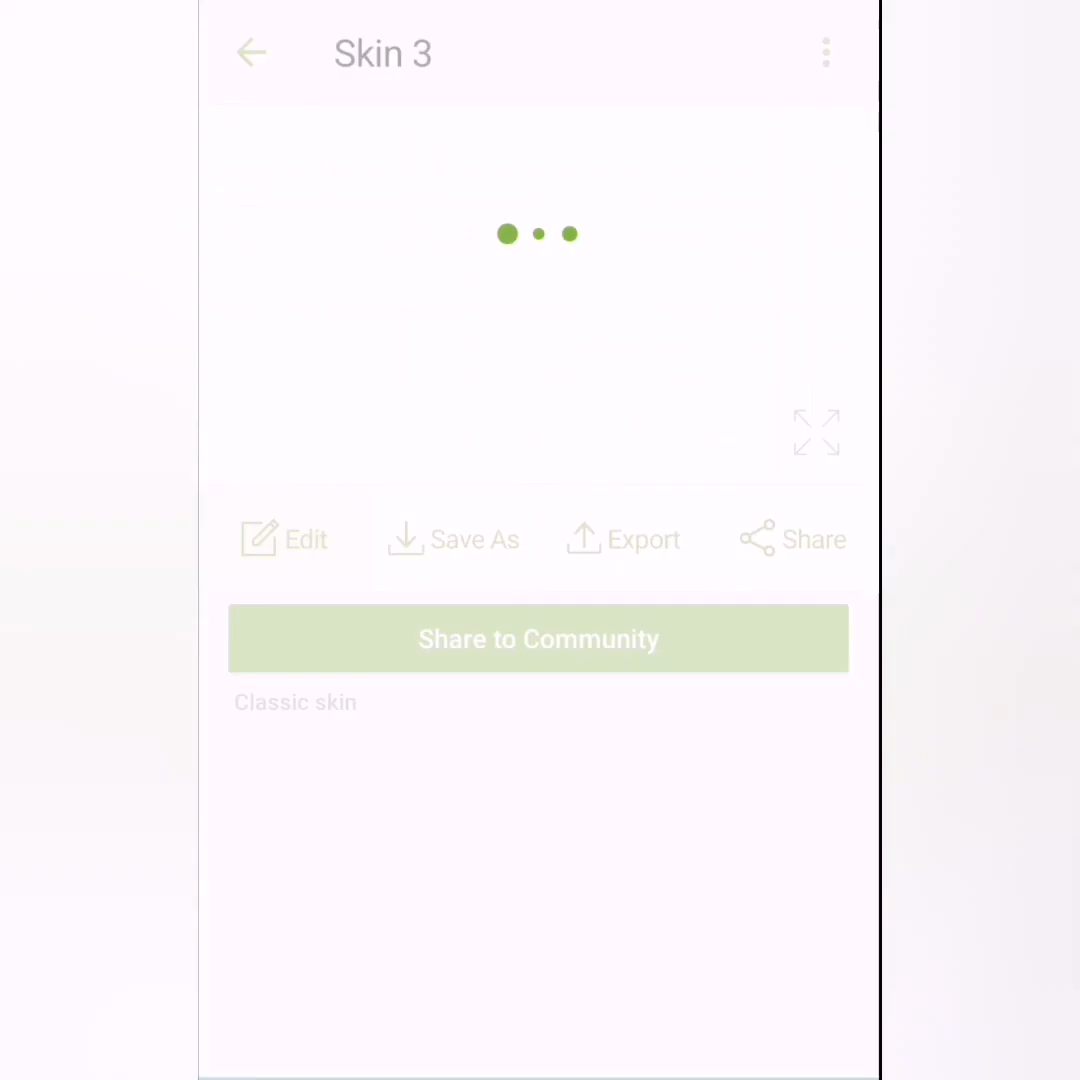 Skin 3
Edit
Save As
Export
Share
Share to Community
Classic skin